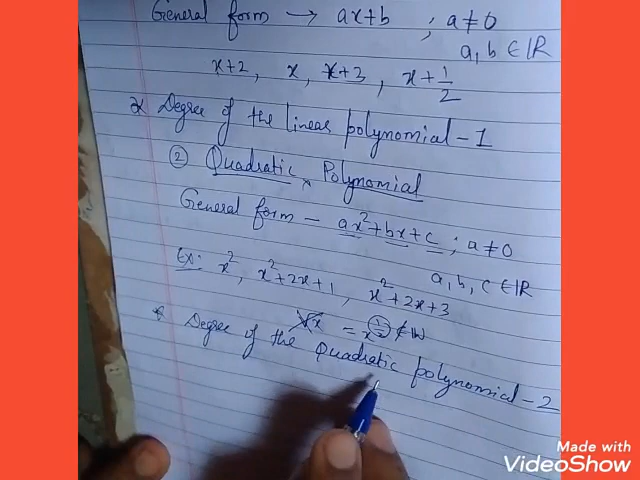 General form → ax+b ; a≠0
a, b ∈ IR
x+2, x, x+3, x+1/2
* Degree of the linear polynomial - 1
② Quadratic Polynomial
General form - ax²+bx+c ; a≠0
a, b, c ∈ IR
Ex: x², x²+2x+1, x²+2x+3
√x = x^(1/2) ∉ W
* Degree of the Quadratic polynomial - 2
Made with
VideoShow